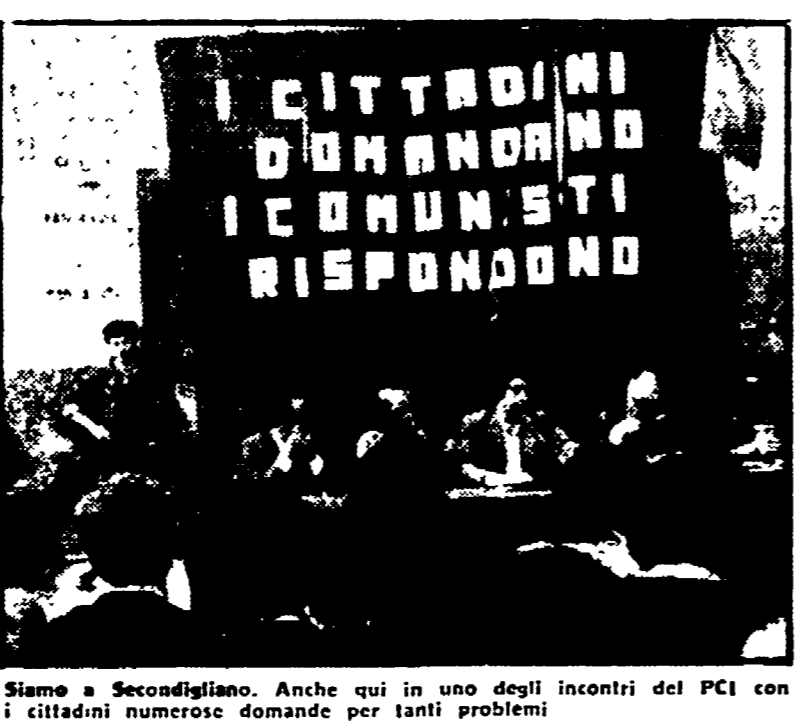 I CITTADINI
DOMANDANO
I COMUNISTI
RISPONDONO
Siamo a Secondigliano. Anche qui in uno degli incontri del PCI con
i cittadini numerose domande per tanti problemi